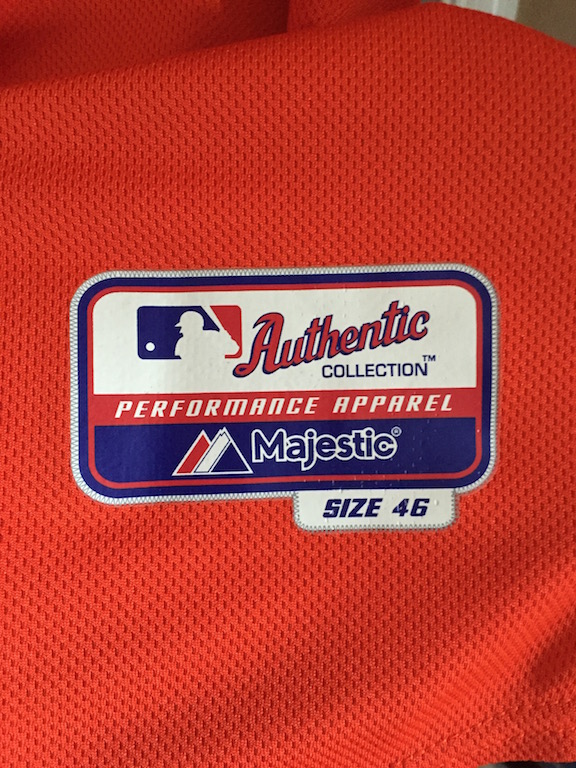 Authentic
COLLECTION™
PERFORMANCE APPAREL
Majestic®
SIZE 46